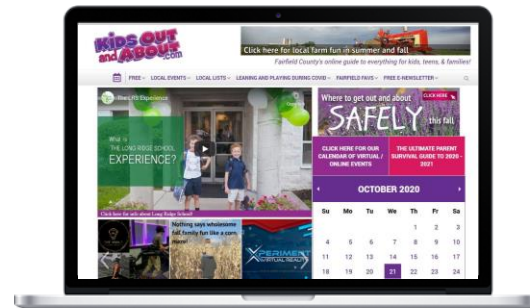 KIDS OUT
and ABOUT.com
Click here for local farm fun in summer and fall
Fairfield County's online guide to everything for kids, teens, & families!
FREE
LOCAL EVENTS
LOCAL LISTS
LEANING AND PLAYING DURING COVID
FAIRFIELD FAVS
FREE E-NEWSLETTER
Experience
What is
THE LONG RIDGE SCHOOL
EXPERIENCE?
Click here for info about Long Ridge School!
Where to get out and about
CLICK HERE
SAFELY this fall
CLICK HERE FOR OUR
CALENDAR OF VIRTUAL /
ONLINE EVENTS
THE ULTIMATE PARENT
SURVIVAL GUIDE TO 2020 -
2021
OCTOBER 2020
Su Mo Tu We Th Fr Sa
1 2 3
4 5 6 7 8 9 10
11 12 13 14 15 16 17
18 19 20 21 22 23 24
Nothing says wholesome
fall family fun like a corn
maze!
XPERIMENT
VIRTUAL REALITY